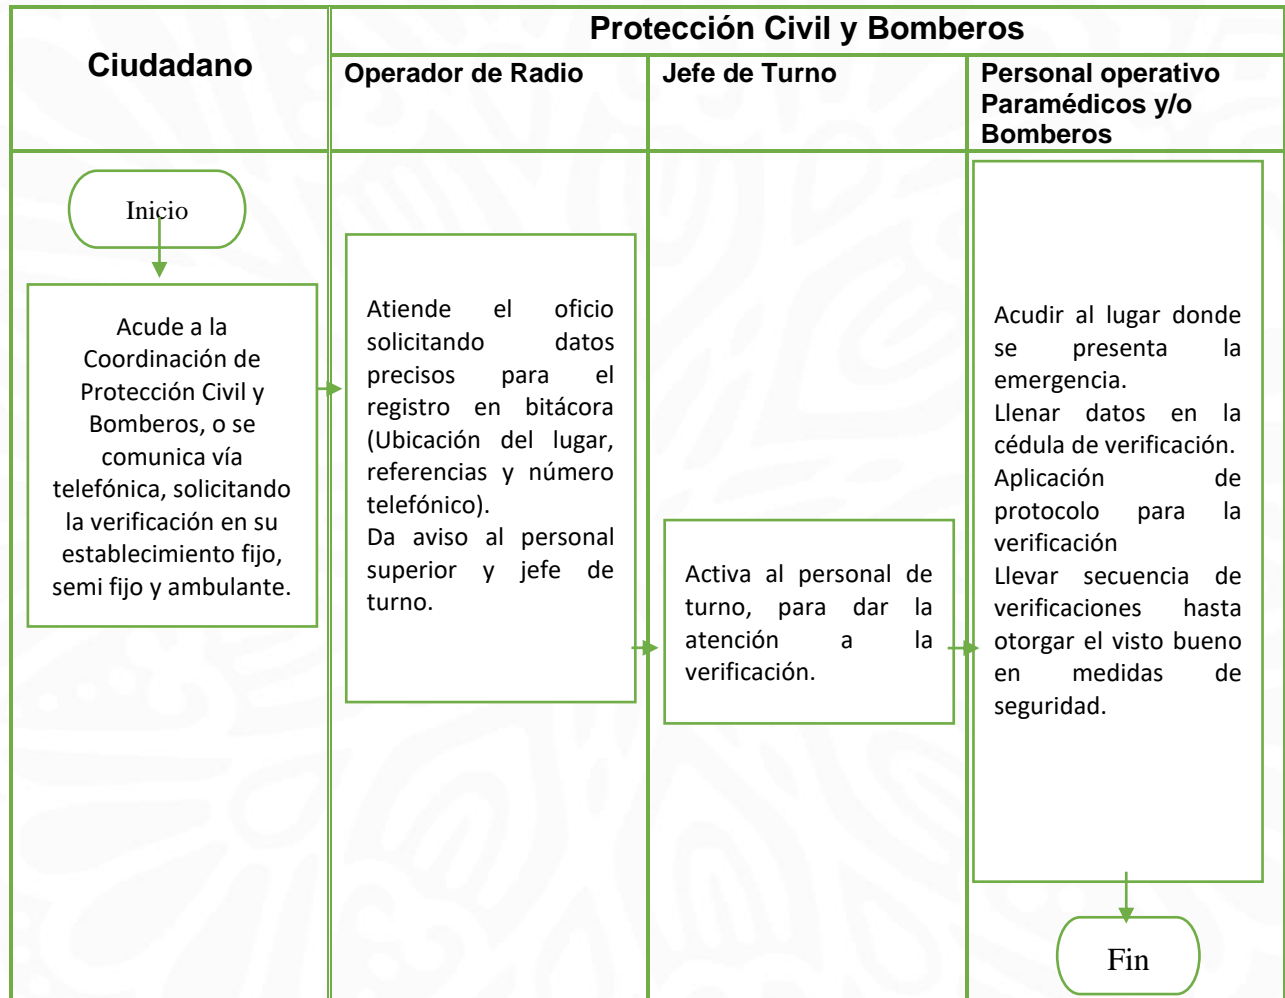 Ciudadano
Protección Civil y Bomberos
Operador de Radio
Jefe de Turno
Personal operativo
Paramédicos y/o
Bomberos
Inicio
Acude a la
Coordinación de
Protección Civil y
Bomberos, o se
comunica vía
telefónica, solicitando
la verificación en su
establecimiento fijo,
semi fijo y ambulante.
Atiende el oficio
solicitando datos
precisos para el
registro en bitácora
(Ubicación del lugar,
referencias y número
telefónico).
Da aviso al personal
superior y jefe de
turno.
Activa al personal de
turno, para dar la
atención a la
verificación.
Acudir al lugar donde
se presenta la
emergencia.
Llenar datos en la
cédula de verificación.
Aplicación de
protocolo para la
verificación
Llevar secuencia de
verificaciones hasta
otorgar el visto bueno
en medidas de
seguridad.
Fin